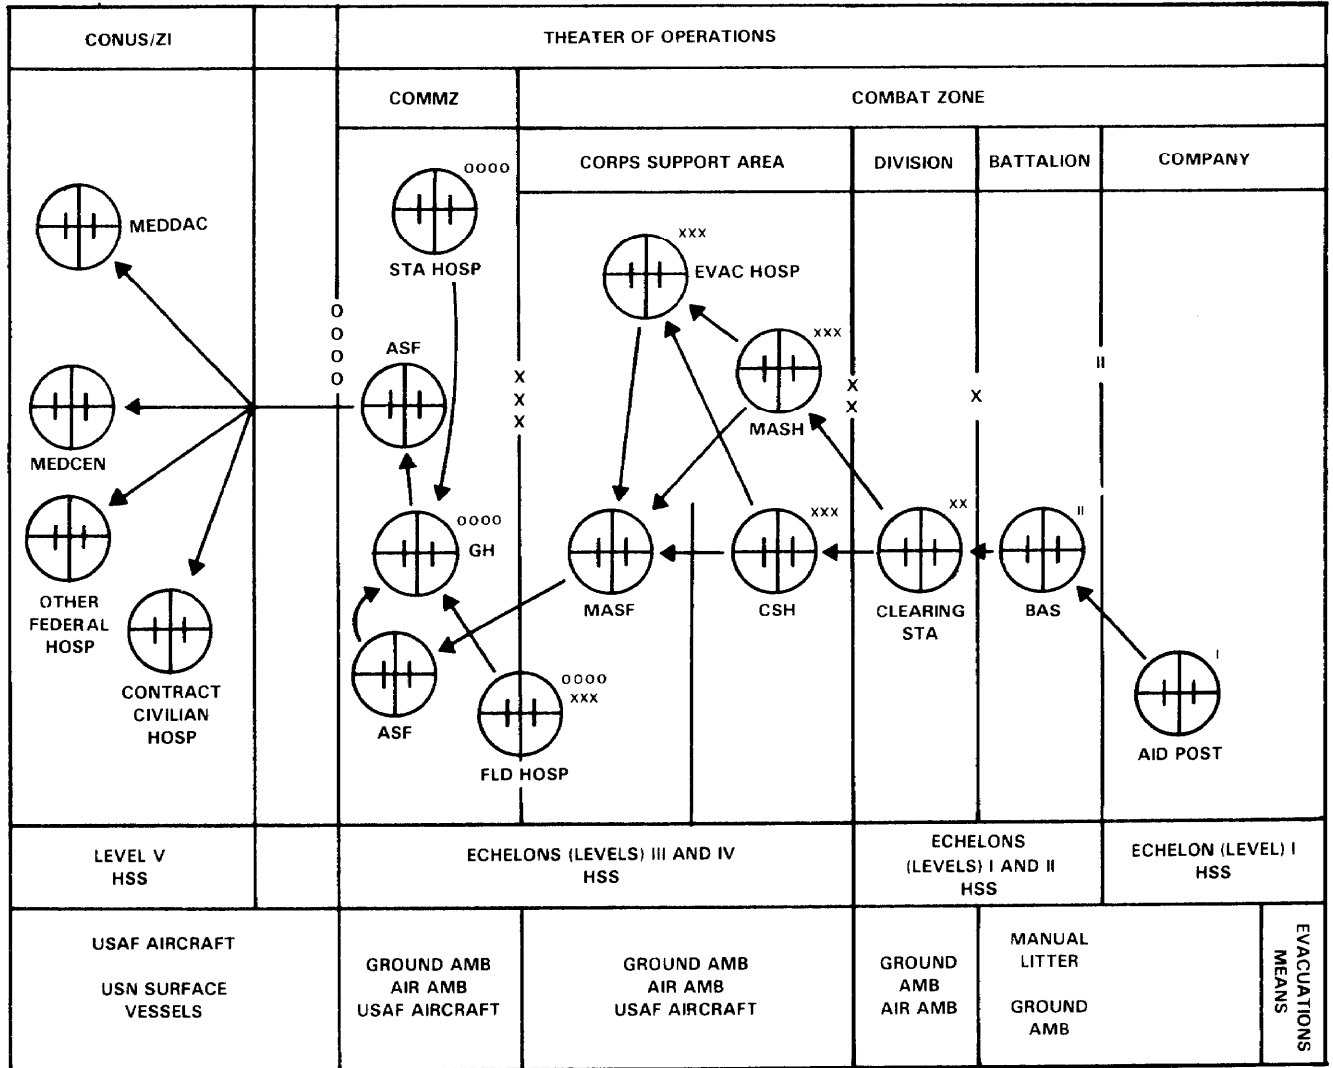 CONUS/ZI
THEATER OF OPERATIONS
COMMZ
COMBAT ZONE
CORPS SUPPORT AREA
DIVISION
BATTALION
COMPANY
MEDDAC
OOOO
STA HOSP
XXX
EVAC HOSP
O
O
O
O
ASF
XXX
MASH
X
X
X
X
X
X
II
MEDCEN
OOOO
GH
MASF
XXX
CSH
XX
CLEARING
STA
II
BAS
OTHER
FEDERAL
HOSP
CONTRACT
CIVILIAN
HOSP
ASF
OOOO
XXX
FLD HOSP
I
AID POST
LEVEL V
HSS
ECHELONS (LEVELS) III AND IV
HSS
ECHELONS
(LEVELS) I AND II
HSS
ECHELON (LEVEL) I
HSS
USAF AIRCRAFT
USN SURFACE
VESSELS
GROUND AMB
AIR AMB
USAF AIRCRAFT
GROUND AMB
AIR AMB
USAF AIRCRAFT
GROUND
AMB
AIR AMB
MANUAL
LITTER
GROUND
AMB
EVACUATIONS
MEANS